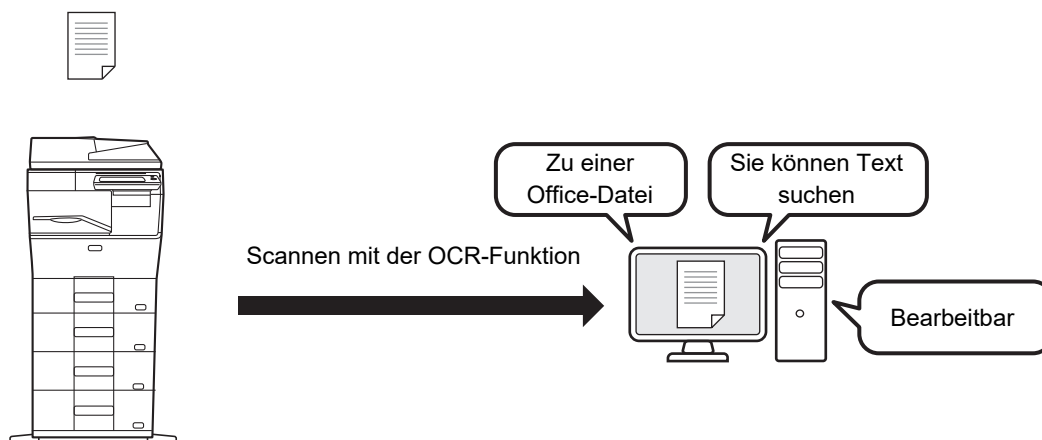 Zu einer
Office-Datei
Sie können Text
suchen
Scannen mit der OCR-Funktion
Bearbeitbar